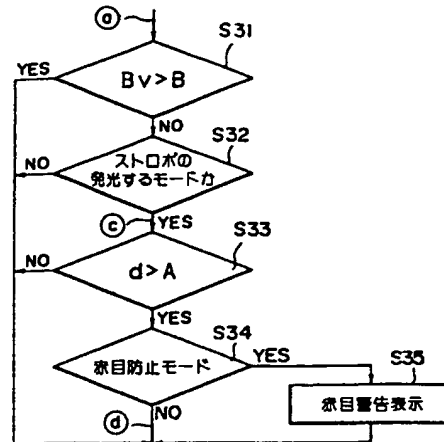 a
S31
YES
Bv>B
NO
S32
ストロボの
発光するモードか
NO
c
YES
S33
d>A
NO
YES
S34
赤目防止モード
YES
S35
赤目警告表示
d
NO